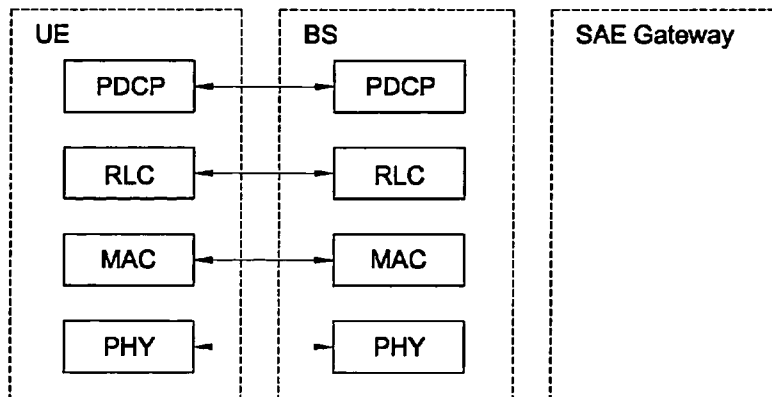 UE BS SAE Gateway
PDCP PDCP
RLC RLC
MAC MAC
PHY PHY